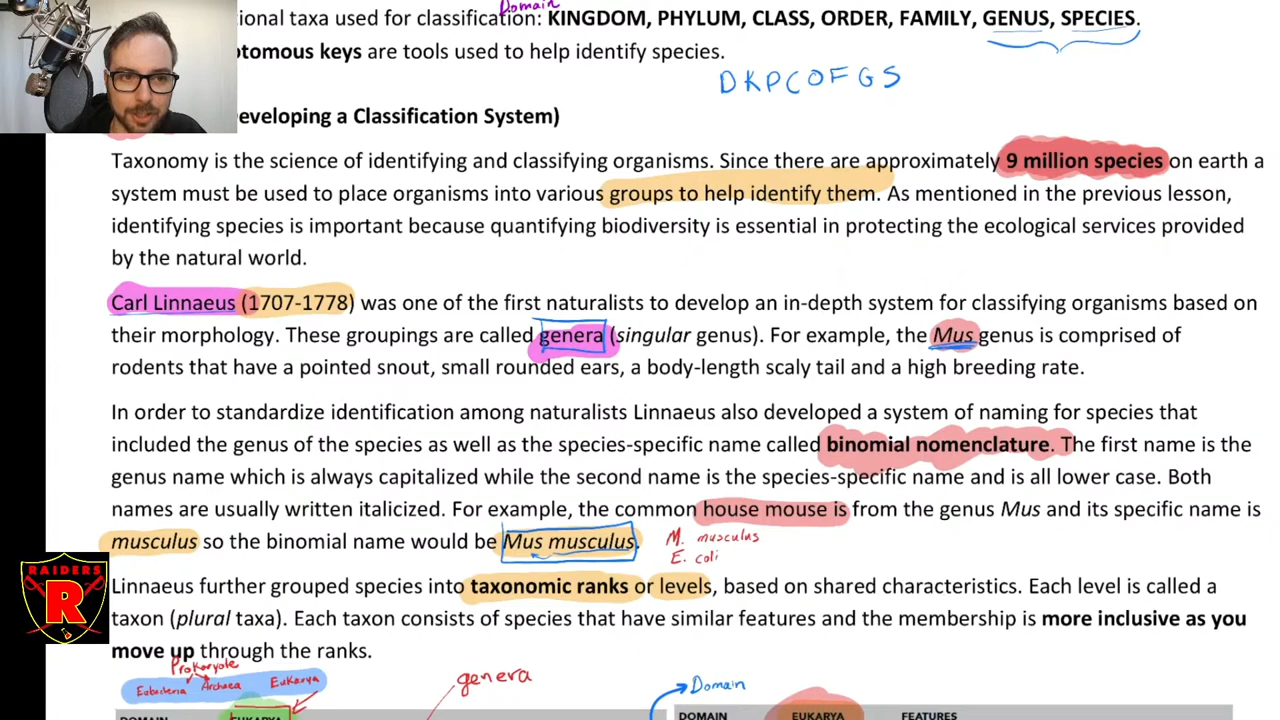 Domain
ional taxa used for classification: KINGDOM, PHYLUM, CLASS, ORDER, FAMILY, GENUS, SPECIES.
otomous keys are tools used to help identify species.
D K P C O F G S
eveloping a Classification System)
Taxonomy is the science of identifying and classifying organisms. Since there are approximately 9 million species on earth a
system must be used to place organisms into various groups to help identify them. As mentioned in the previous lesson,
identifying species is important because quantifying biodiversity is essential in protecting the ecological services provided
by the natural world.
Carl Linnaeus (1707-1778) was one of the first naturalists to develop an in-depth system for classifying organisms based on
their morphology. These groupings are called genera (singular genus). For example, the Mus genus is comprised of
rodents that have a pointed snout, small rounded ears, a body-length scaly tail and a high breeding rate.
In order to standardize identification among naturalists Linnaeus also developed a system of naming for species that
included the genus of the species as well as the species-specific name called binomial nomenclature. The first name is the
genus name which is always capitalized while the second name is the species-specific name and is all lower case. Both
names are usually written italicized. For example, the common house mouse is from the genus Mus and its specific name is
musculus so the binomial name would be Mus musculus.
M. musculus
E. coli
RAIDERS
R
Linnaeus further grouped species into taxonomic ranks or levels, based on shared characteristics. Each level is called a
taxon (plural taxa). Each taxon consists of species that have similar features and the membership is more inclusive as you
move up through the ranks.
Prokaryote
Eubacteria Archaea Eukarya
genera
Domain
DOMAIN EUKARYA
DOMAIN EUKARYA FEATURES